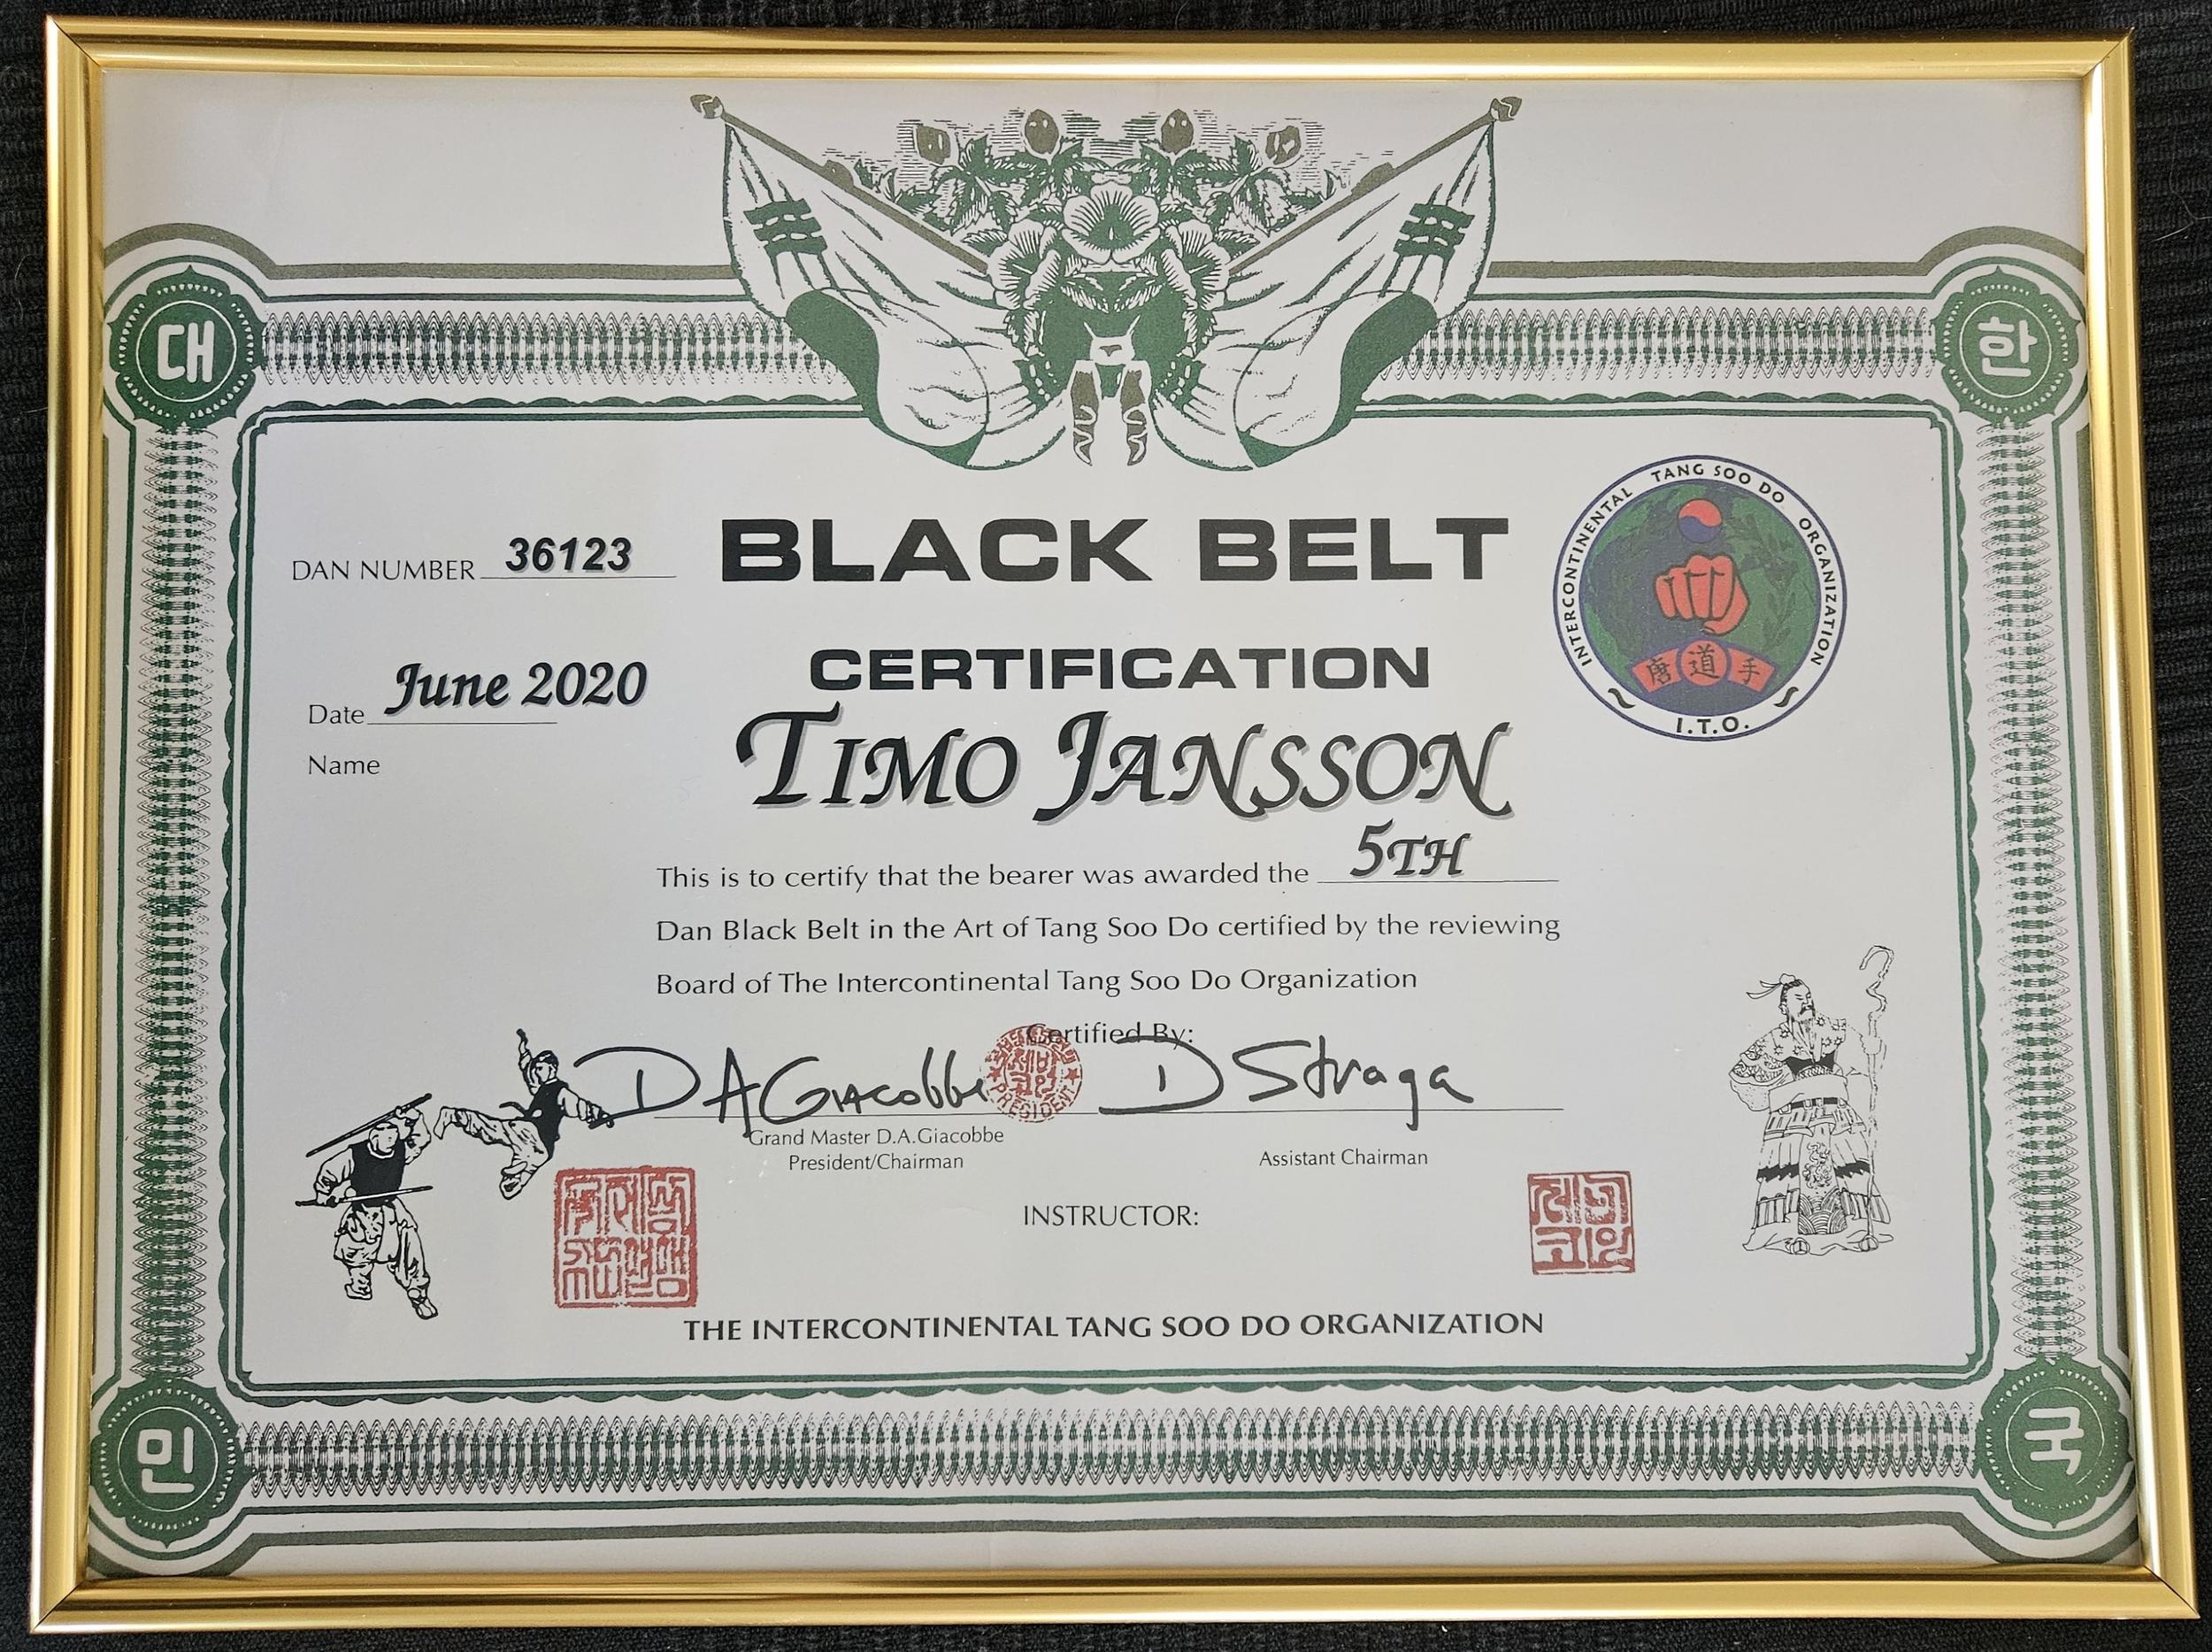 대
한
DAN NUMBER 36123
BLACK BELT
INTERCONTINENTAL TANG SOO DO ORGANIZATION
唐 道 手
I.T.O.
CERTIFICATION
Date June 2020
Name
TIMO JANSSON
This is to certify that the bearer was awarded the 5TH
Dan Black Belt in the Art of Tang Soo Do certified by the reviewing
Board of The Intercontinental Tang Soo Do Organization
Certified By:
D A Giacobbe
D Straga
PRESIDENT
Grand Master D.A.Giacobbe
President/Chairman
Assistant Chairman
INSTRUCTOR:
THE INTERCONTINENTAL TANG SOO DO ORGANIZATION
민
국